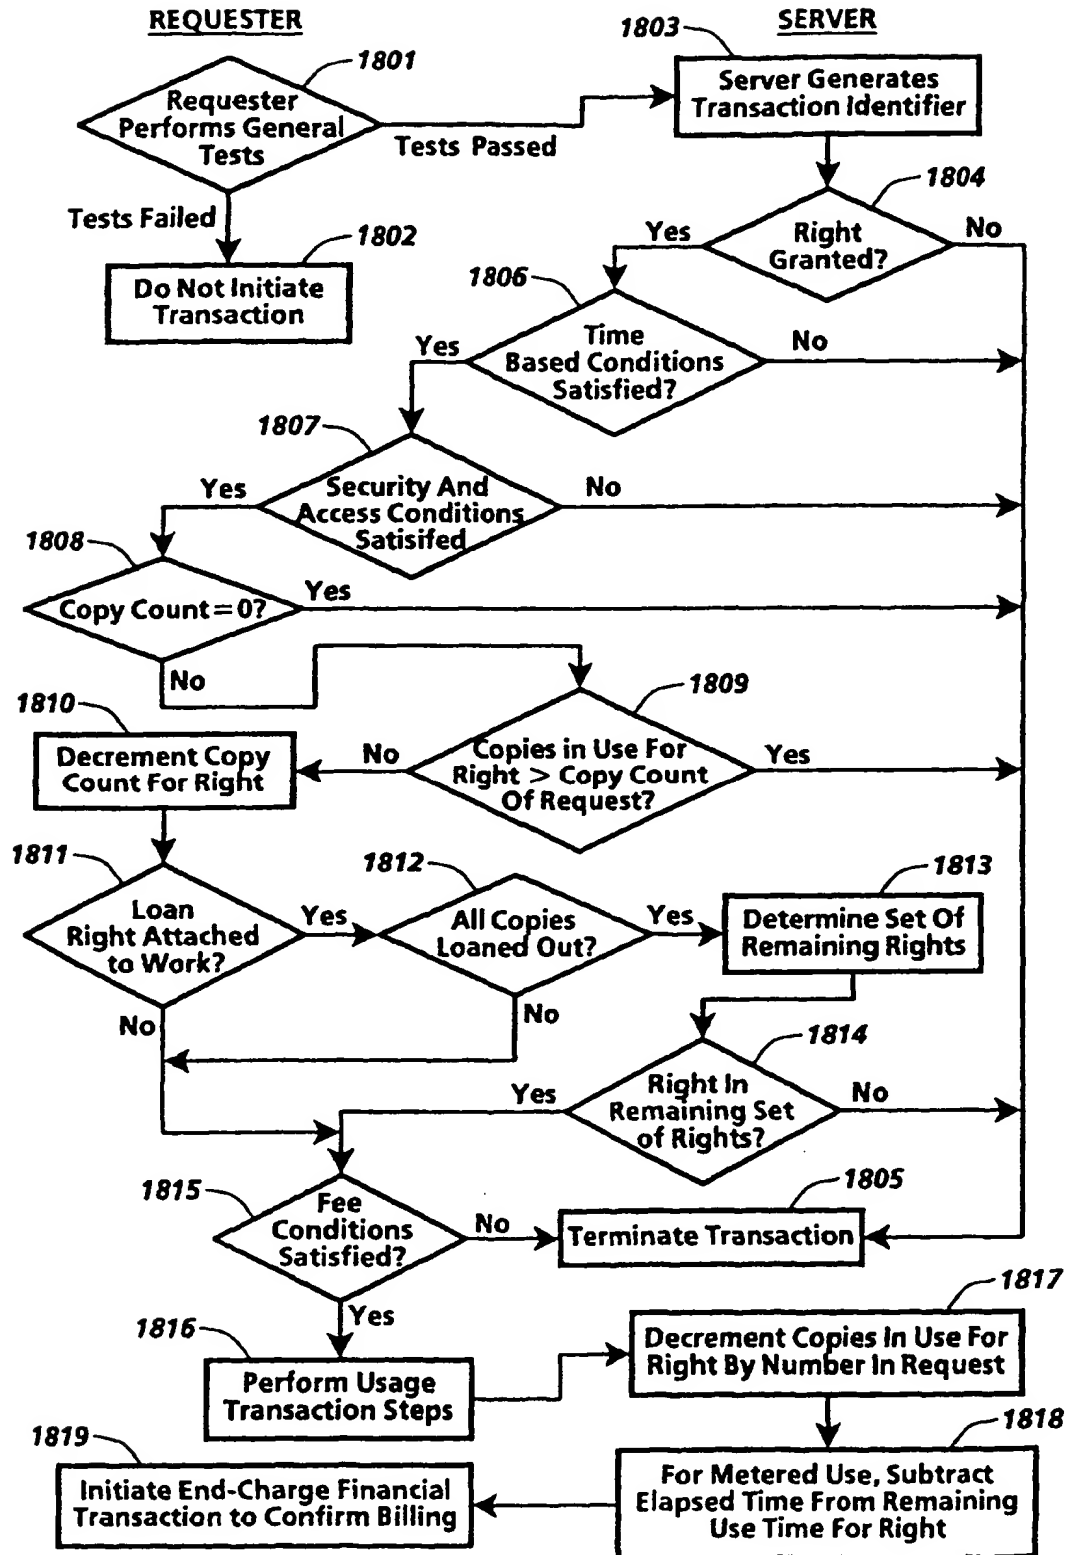 REQUESTER
SERVER
1801
1803
Requester
Performs General
Tests
Tests Passed
Server Generates
Transaction Identifier
Tests Failed
1802
Do Not Initiate
Transaction
1804
Right
Granted?
Yes
No
1806
Time
Based Conditions
Satisfied?
Yes
No
1807
Security And
Access Conditions
Satisifed
Yes
No
1808
Copy Count = 0?
Yes
No
1809
Copies in Use For
Right > Copy Count
Of Request?
No
Yes
1810
Decrement Copy
Count For Right
1811
Loan
Right Attached
to Work?
Yes
No
1812
All Copies
Loaned Out?
Yes
No
1813
Determine Set Of
Remaining Rights
1814
Right In
Remaining Set
of Rights?
Yes
No
1815
Fee
Conditions
Satisfied?
No
Yes
1805
Terminate Transaction
1816
Perform Usage
Transaction Steps
1817
Decrement Copies In Use For
Right By Number In Request
1818
For Metered Use, Subtract
Elapsed Time From Remaining
Use Time For Right
1819
Initiate End-Charge Financial
Transaction to Confirm Billing